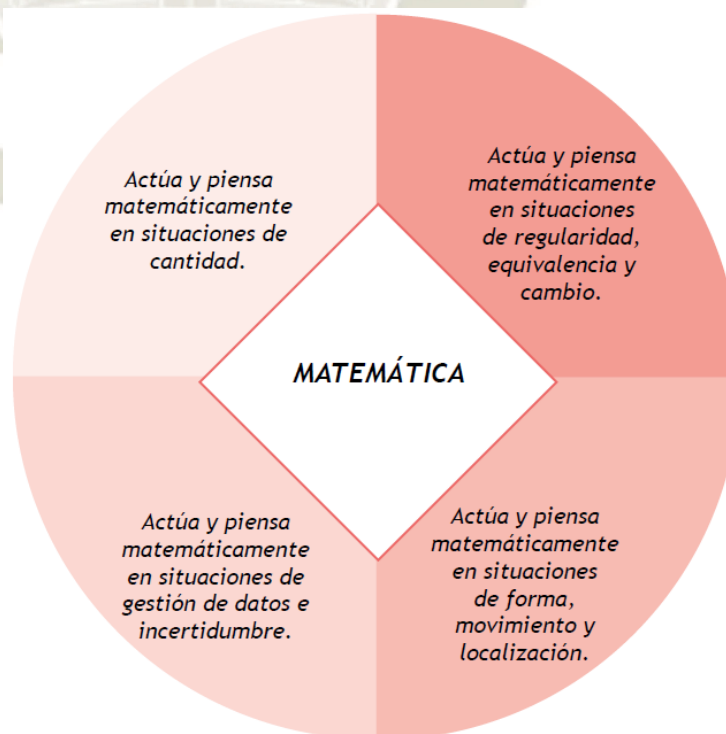 Actúa y piensa
matemáticamente
en situaciones de
cantidad.
Actúa y piensa
matemáticamente
en situaciones
de regularidad,
equivalencia y
cambio.
MATEMÁTICA
Actúa y piensa
matemáticamente
en situaciones de
gestión de datos e
incertidumbre.
Actúa y piensa
matemáticamente
en situaciones
de forma,
movimiento y
localización.